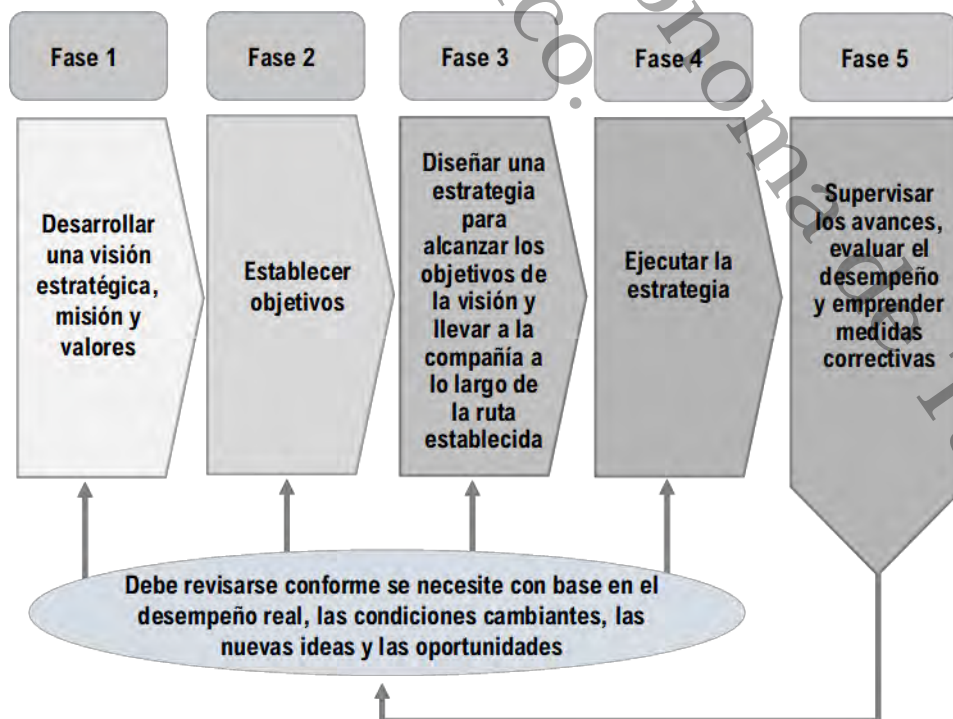 Fase 1
Fase 2
Fase 3
Fase 4
Fase 5
Desarrollar
una visión
estratégica,
misión y
valores
Establecer
objetivos
Diseñar una
estrategia
para
alcanzar los
objetivos de
la visión y
llevar a la
compañía a
lo largo de
la ruta
establecida
Ejecutar la
estrategia
Supervisar
los avances,
evaluar el
desempeño
y emprender
medidas
correctivas
Debe revisarse conforme se necesite con base en el
desempeño real, las condiciones cambiantes, las
nuevas ideas y las oportunidades
ico.
onoma de